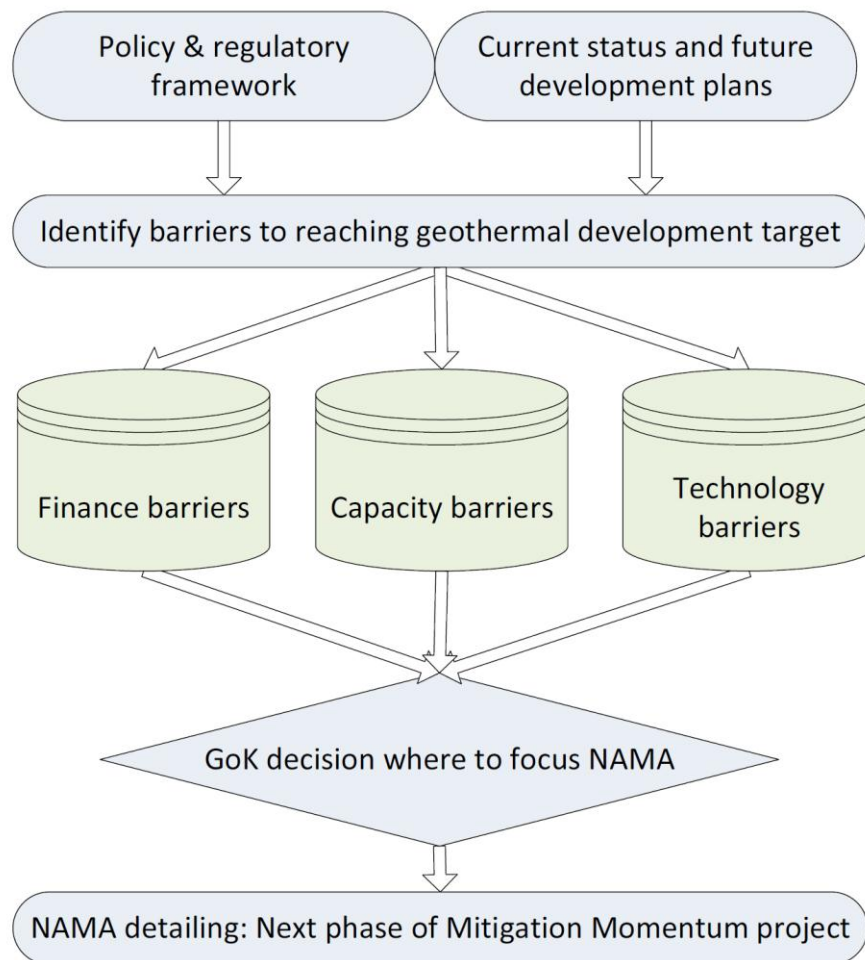 Policy & regulatory
framework
Current status and future
development plans
Identify barriers to reaching geothermal development target
Finance barriers
Capacity barriers
Technology
barriers
GoK decision where to focus NAMA
NAMA detailing: Next phase of Mitigation Momentum project